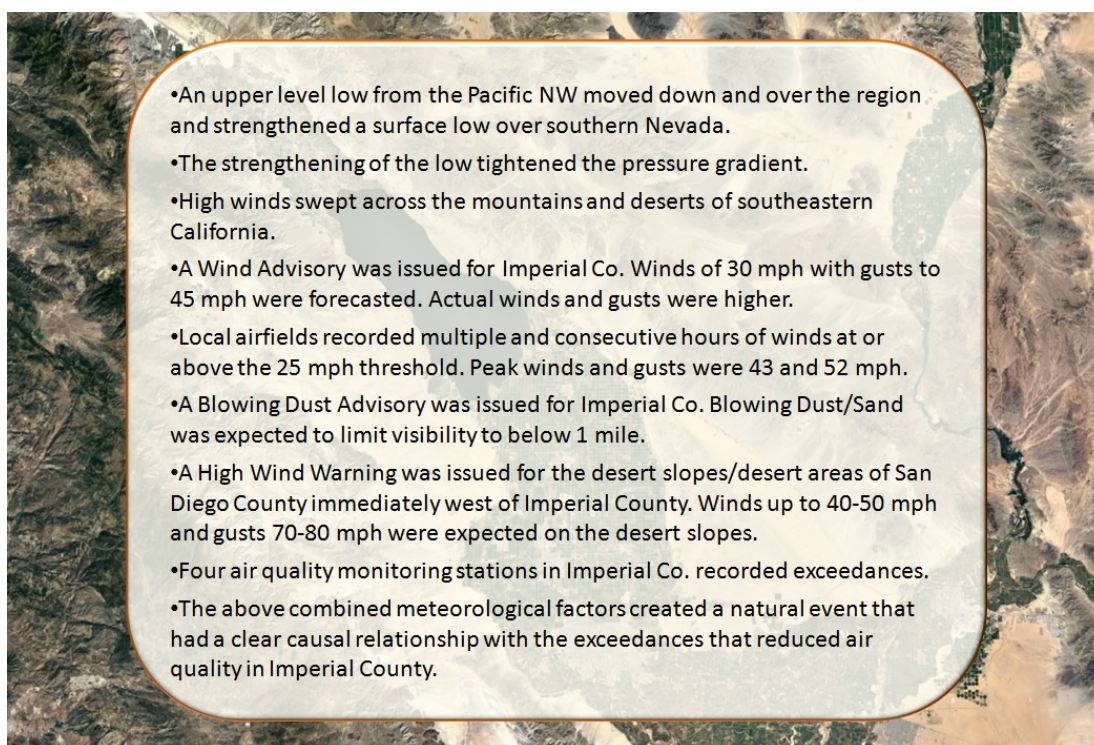 •An upper level low from the Pacific NW moved down and over the region
and strengthened a surface low over southern Nevada.
•The strengthening of the low tightened the pressure gradient.
•High winds swept across the mountains and deserts of southeastern
California.
•A Wind Advisory was issued for Imperial Co. Winds of 30 mph with gusts to
45 mph were forecasted. Actual winds and gusts were higher.
•Local airfields recorded multiple and consecutive hours of winds at or
above the 25 mph threshold. Peak winds and gusts were 43 and 52 mph.
•A Blowing Dust Advisory was issued for Imperial Co. Blowing Dust/Sand
was expected to limit visibility to below 1 mile.
•A High Wind Warning was issued for the desert slopes/desert areas of San
Diego County immediately west of Imperial County. Winds up to 40-50 mph
and gusts 70-80 mph were expected on the desert slopes.
•Four air quality monitoring stations in Imperial Co. recorded exceedances.
•The above combined meteorological factors created a natural event that
had a clear causal relationship with the exceedances that reduced air
quality in Imperial County.